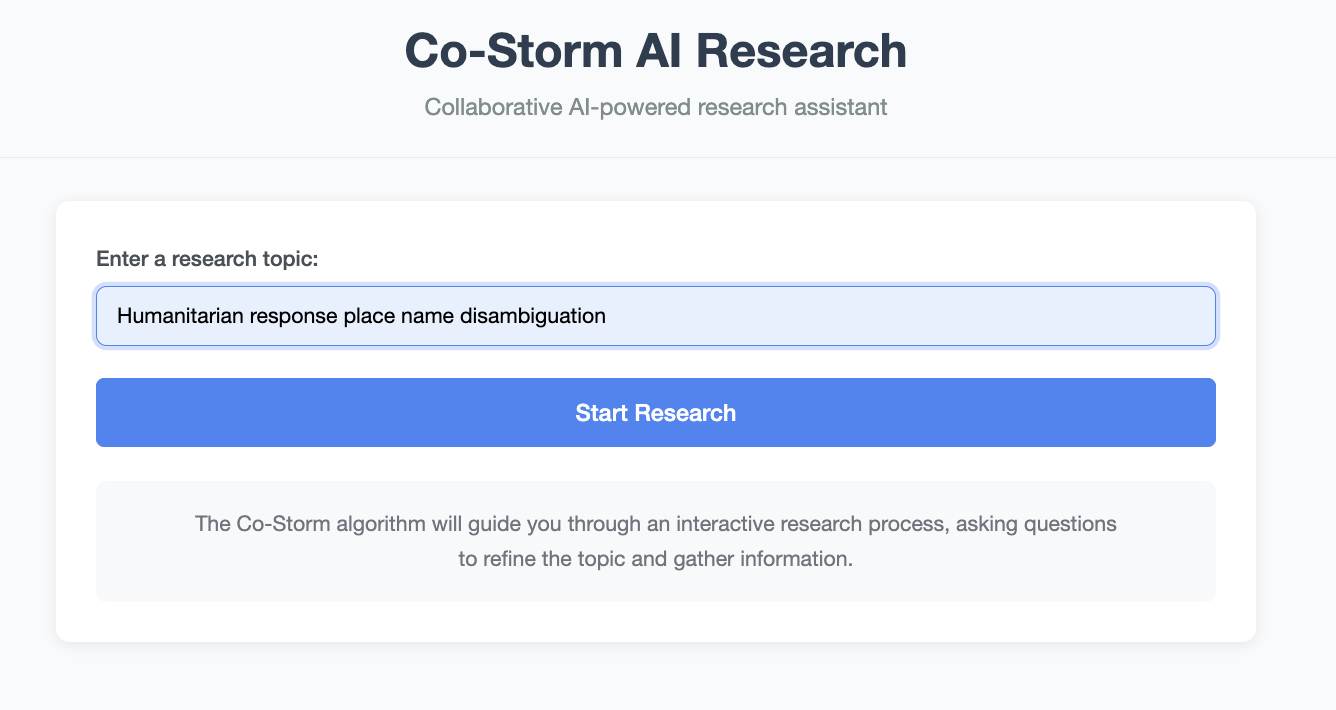 Co-Storm AI Research
Collaborative AI-powered research assistant
Enter a research topic:
Humanitarian response place name disambiguation
Start Research
The Co-Storm algorithm will guide you through an interactive research process, asking questions
to refine the topic and gather information.